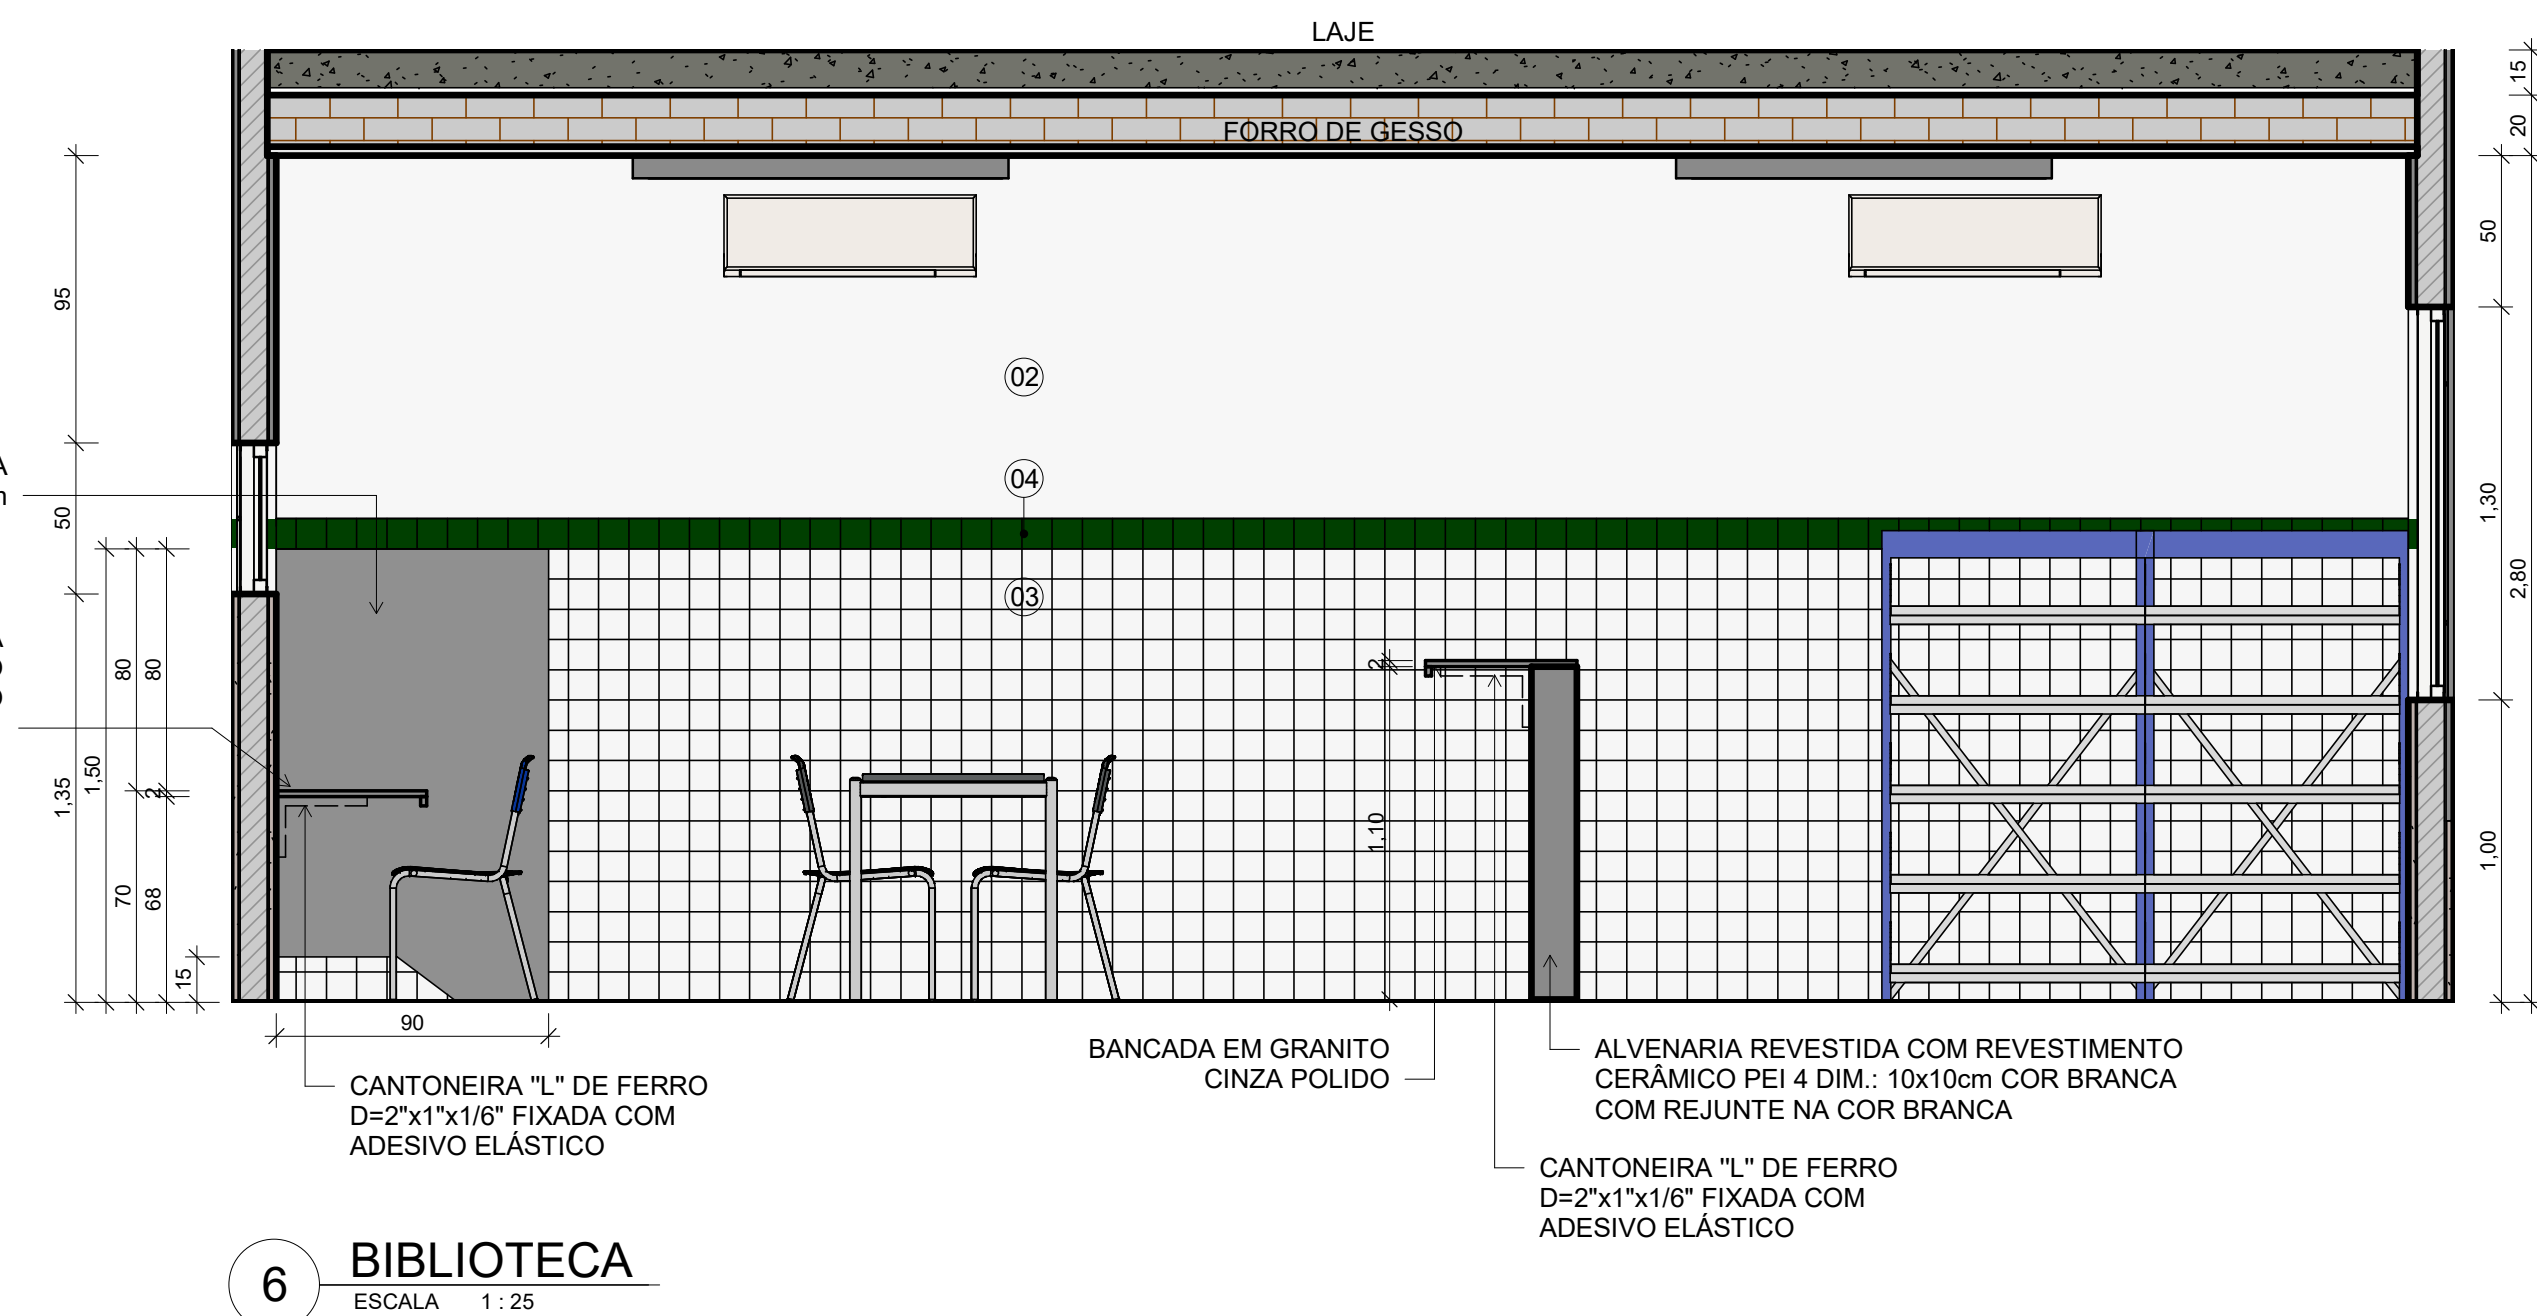 LAJE
FORRO DE GESSO
15
20
95
50
02
A
04
50
1,30
03
2,80
80
80
2
1,50
1,35
2
1,10
1,00
70
68
15
90
BANCADA EM GRANITO
CINZA POLIDO
ALVENARIA REVESTIDA COM REVESTIMENTO
CERÂMICO PEI 4 DIM.: 10x10cm COR BRANCA
COM REJUNTE NA COR BRANCA
CANTONEIRA "L" DE FERRO
D=2"x1"x1/6" FIXADA COM
ADESIVO ELÁSTICO
CANTONEIRA "L" DE FERRO
D=2"x1"x1/6" FIXADA COM
ADESIVO ELÁSTICO
6
BIBLIOTECA
ESCALA 1 : 25